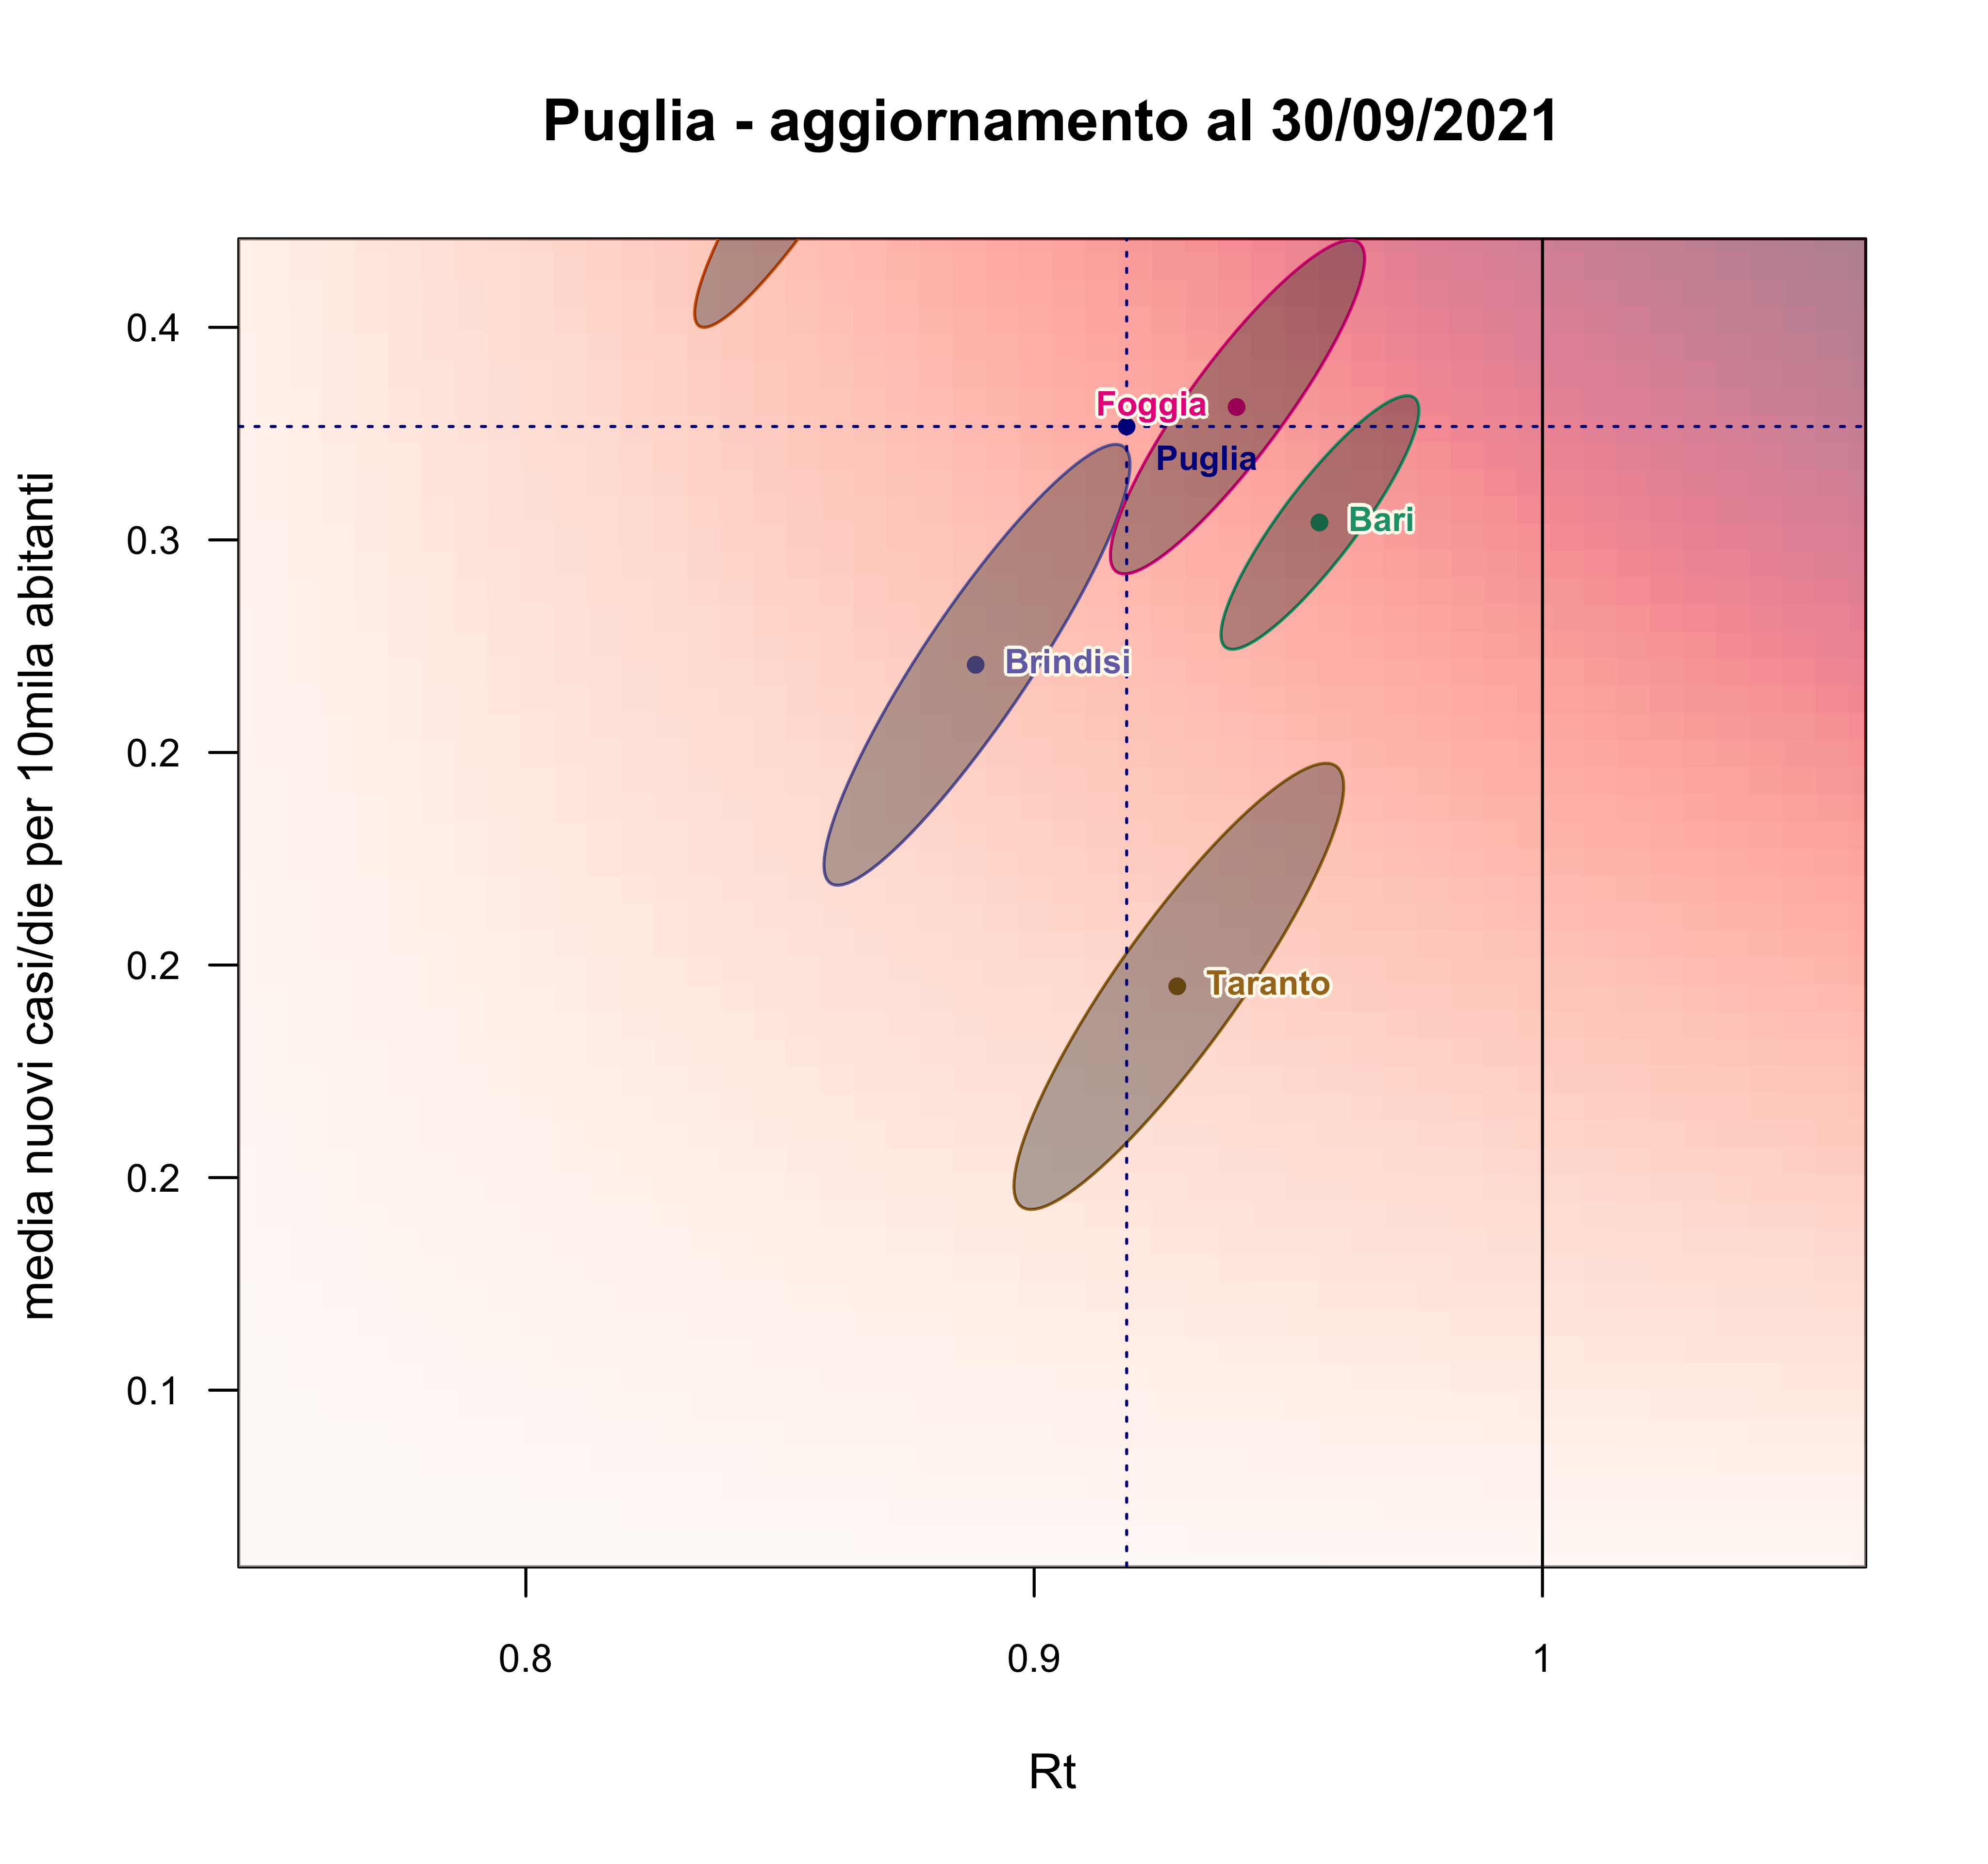 Puglia - aggiornamento al 30/09/2021
media nuovi casi/die per 10mila abitanti
0.4
0.3
0.2
0.2
0.2
0.1
Foggia
Puglia
Bari
Brindisi
Taranto
0.8
0.9
1
Rt